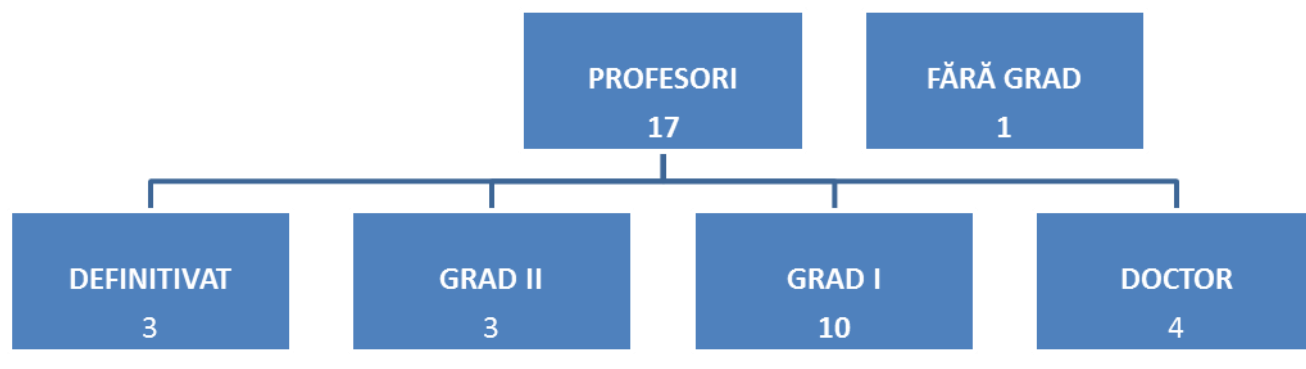 PROFESORI
17
FĂRĂ GRAD
1
DEFINITIVAT
3
GRAD II
3
GRAD I
10
DOCTOR
4